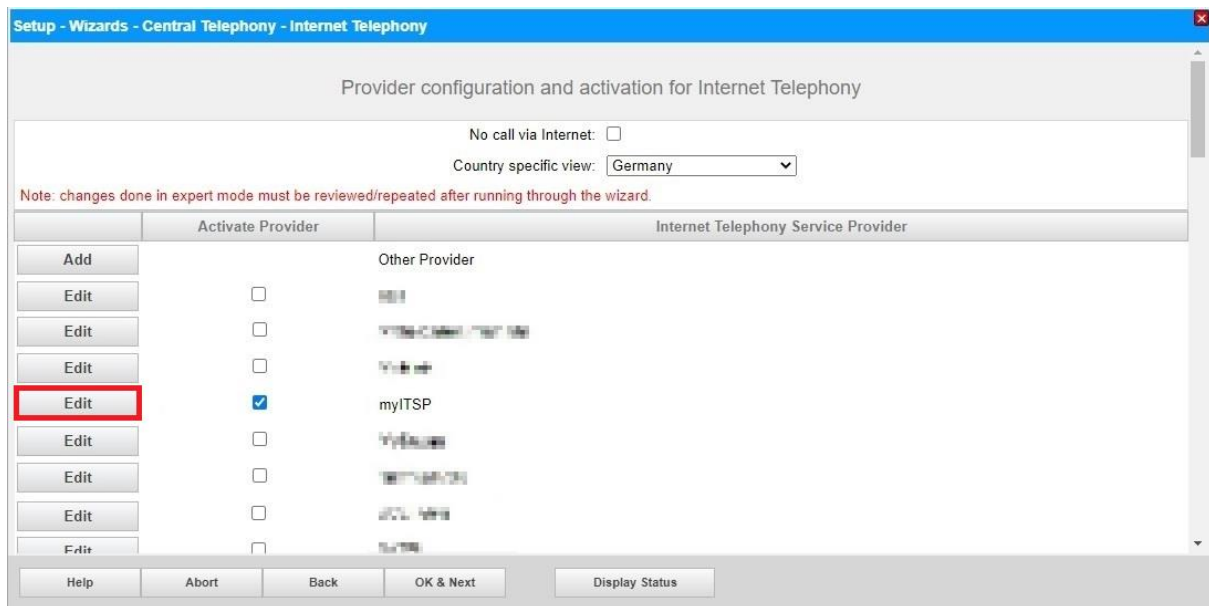 Setup - Wizards - Central Telephony - Internet Telephony
Provider configuration and activation for Internet Telephony
No call via Internet:
Country specific view: Germany
Note: changes done in expert mode must be reviewed/repeated after running through the wizard.
Activate Provider Internet Telephony Service Provider
Add Other Provider
Edit
Edit
Edit
Edit myITSP
Edit
Edit
Edit
Edit
Help Abort Back OK & Next Display Status